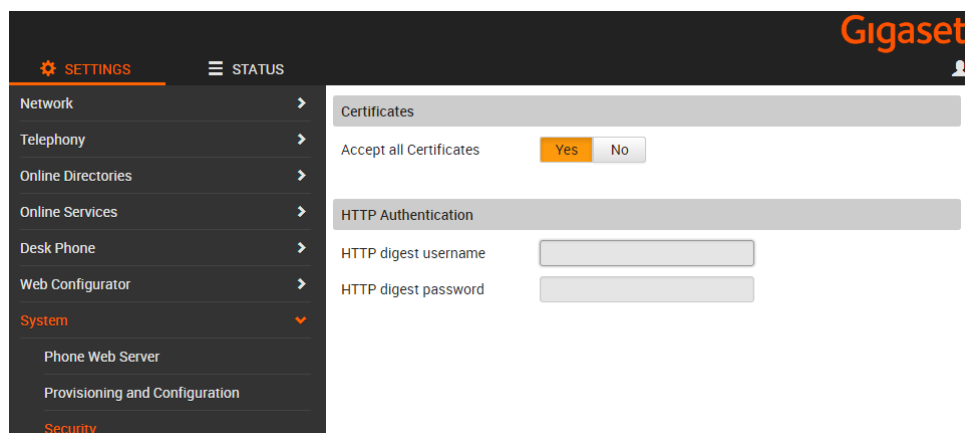 Gigaset
SETTINGS
STATUS
Network
Telephony
Online Directories
Online Services
Desk Phone
Web Configurator
System
Phone Web Server
Provisioning and Configuration
Security
Certificates
Accept all Certificates Yes No
HTTP Authentication
HTTP digest username
HTTP digest password